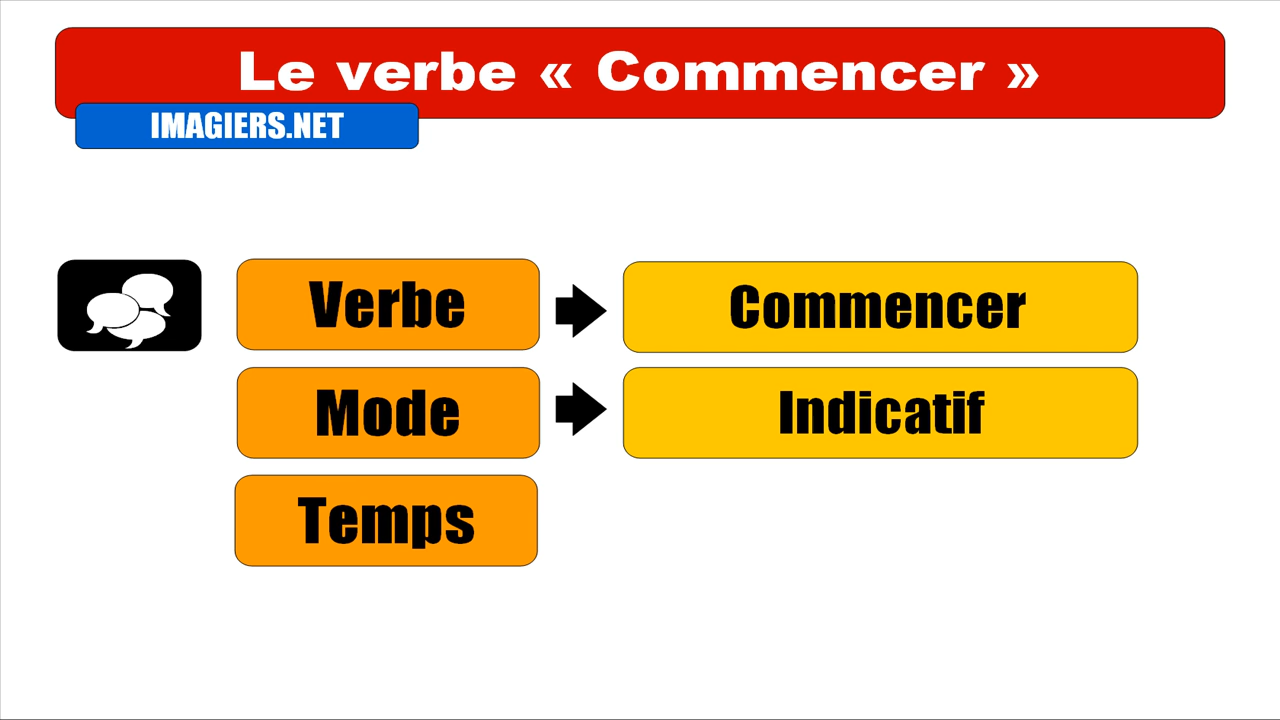 Le verbe « Commencer »
IMAGIERS.NET
Verbe
Commencer
Mode
Indicatif
Temps